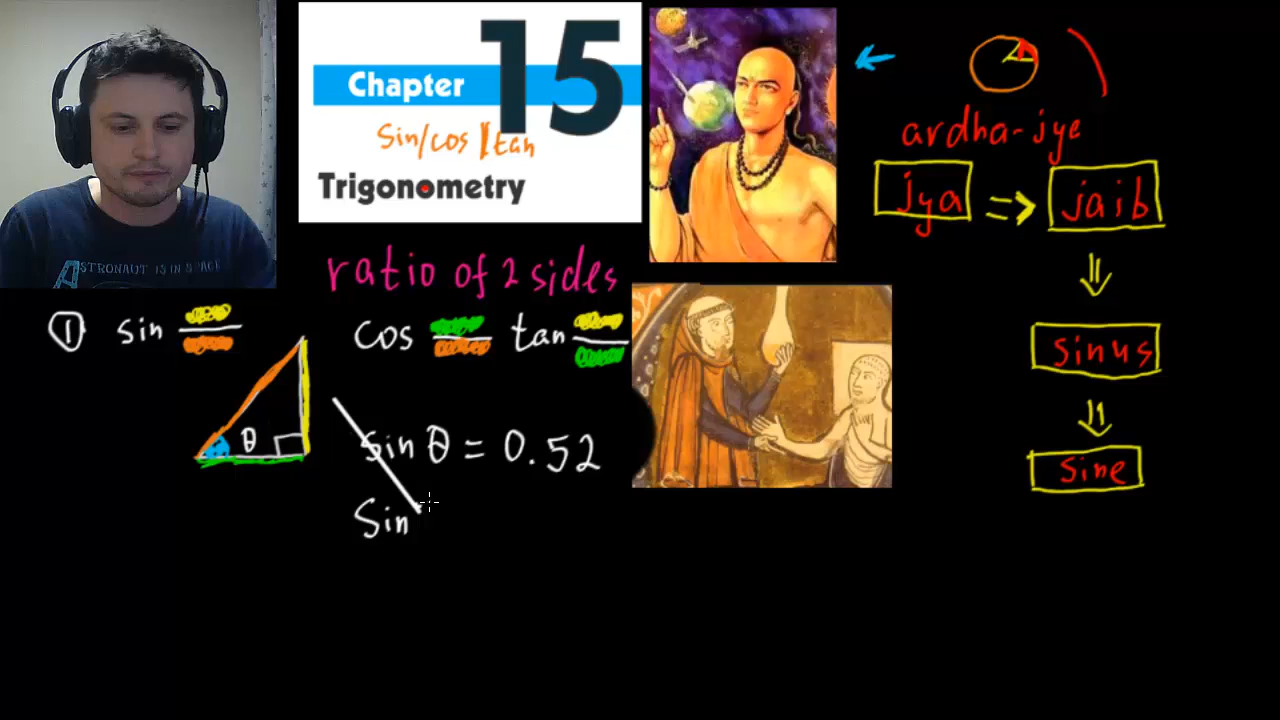 Chapter 15
Sin/cos/tan
Trigonometry
ASTRONAUT IS IN SPACE
ardha-jye
jya => jaib
sinus
sine
ratio of 2 sides
1 sin cos tan
θ
Sin θ = 0.52
Sin